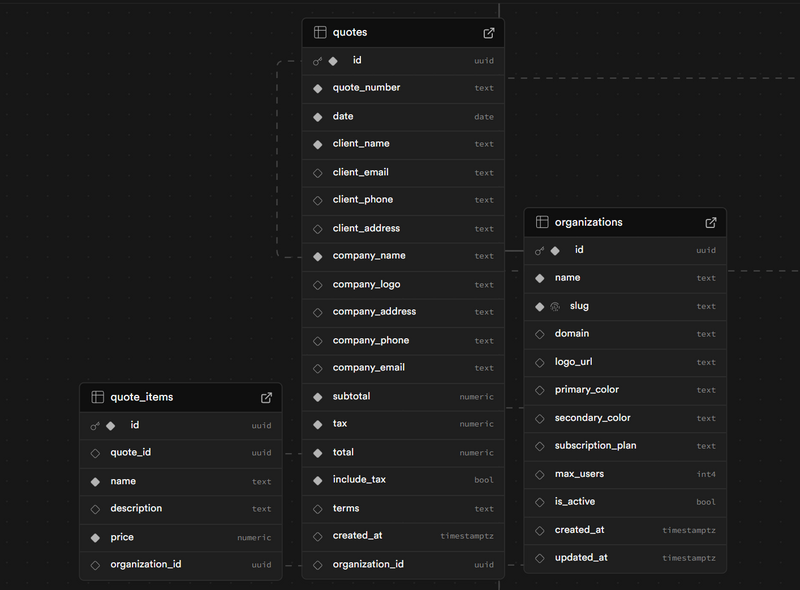 quotes
id uuid
quote_number text
date date
client_name text
client_email text
client_phone text
client_address text
company_name text
company_logo text
company_address text
company_phone text
company_email text
subtotal numeric
tax numeric
total numeric
include_tax bool
terms text
created_at timestamptz
organization_id uuid
organizations
id uuid
name text
slug text
domain text
logo_url text
primary_color text
secondary_color text
subscription_plan text
max_users int4
is_active bool
created_at timestamptz
updated_at timestamptz
quote_items
id uuid
quote_id uuid
name text
description text
price numeric
organization_id uuid